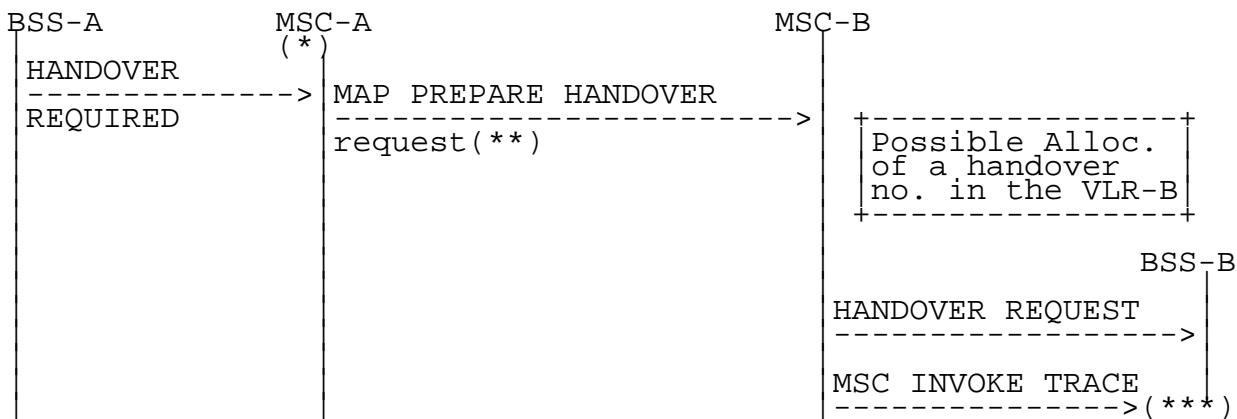 BSS-A MSC-A MSC-B
(*)
HANDOVER
MAP PREPARE HANDOVER
REQUIRED
request(**)
Possible Alloc.
of a handover
no. in the VLR-B
BSS-B
HANDOVER REQUEST
MSC INVOKE TRACE
(***)